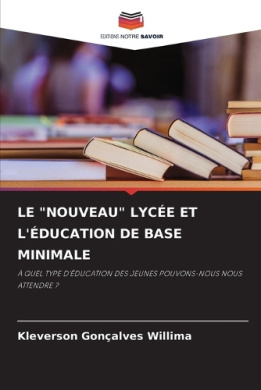 EDITIONS NOTRE SAVOIR
LE "NOUVEAU" LYCÉE ET
L'ÉDUCATION DE BASE
MINIMALE
À QUEL TYPE D'ÉDUCATION DES JEUNES POUVONS-NOUS NOUS
ATTENDRE ?
Kleverson Gonçalves Willima